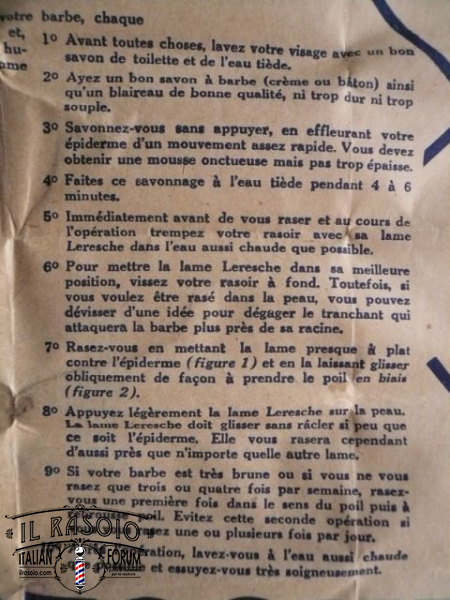 votre barbe, chaque
et,
hu-
ome
1º Avant toutes choses, lavez votre visage avec un bon
savon de toilette et de l'eau tiède.
2º Ayez un bon savon à barbe (crème ou bâton) ainsi
qu'un blaireau de bonne qualité, ni trop dur ni trop
souple.
3º Savonnez-vous sans appuyer, en effleurant votre
épiderme d'un mouvement assez rapide. Vous devez
obtenir une mousse onctueuse mais pas trop épaisse.
4º Faites ce savonnage à l'eau tiède pendant 4 à 6
minutes.
5º Immédiatement avant de vous raser et au cours de
l'opération trempez votre rasoir avec sa lame
Leresche dans l'eau aussi chaude que possible.
6º Pour mettre la lame Leresche dans sa meilleure
position, vissez votre rasoir à fond. Toutefois, si
vous voulez être rasé dans la peau, vous pouvez
dévisser d'une idée pour dégager le tranchant qui
attaquera la barbe plus près de sa racine.
7º Rasez-vous en mettant la lame presque à plat
contre l'épiderme (figure 1) et en la laissant glisser
obliquement de façon à prendre le poil en biais
(figure 2).
8º Appuyez légèrement la lame Leresche sur la peau.
La lame Leresche doit glisser sans râcler si peu que
ce soit l'épiderme. Elle vous rasera cependant
d'aussi près que n'importe quelle autre lame.
9º Si votre barbe est très brune ou si vous ne vous
rasez que trois ou quatre fois par semaine, rasez-
vous une première fois dans le sens du poil puis à
poil. Evitez cette seconde opération si
une ou plusieurs fois par jour.
lavez-vous à l'eau aussi chaude
et essuyez-vous très soigneusement.
IL RASOIO
ITALIAN FORUM
ilrasoio.com